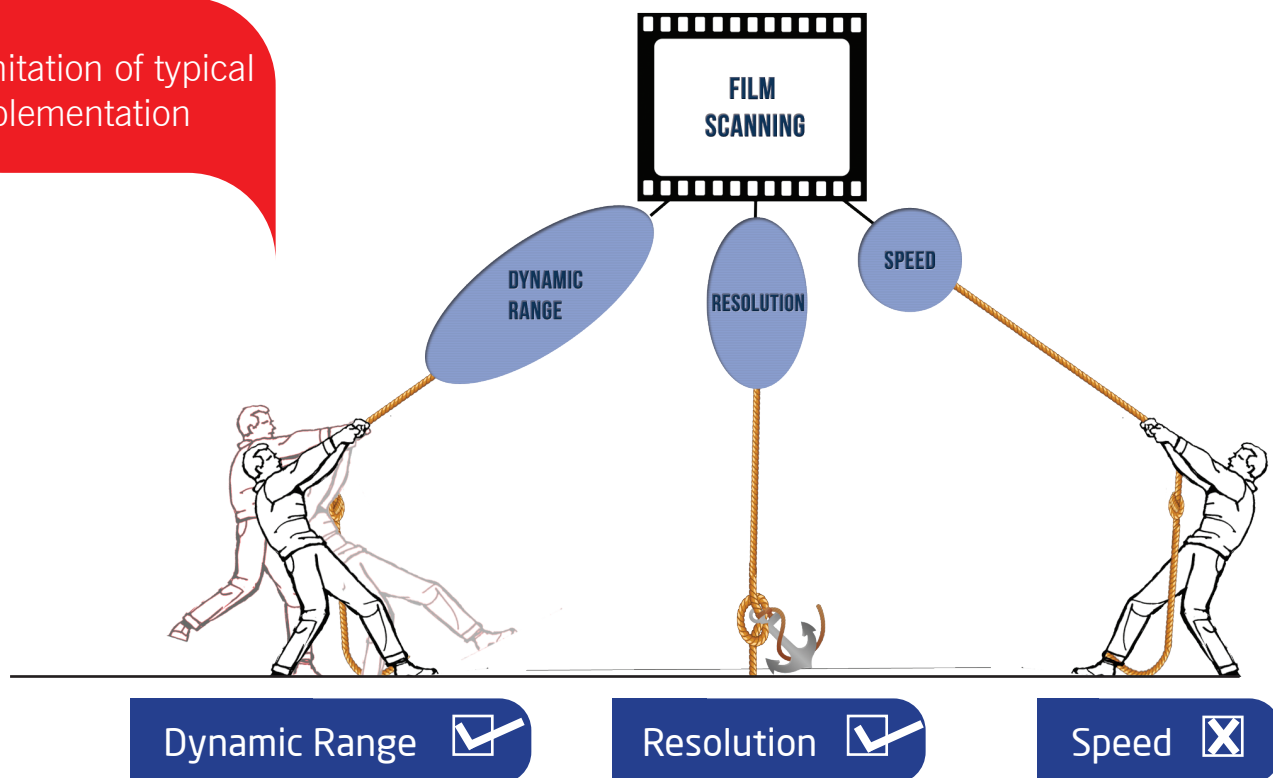 nitation of typical
plementation
FILM
SCANNING
DYNAMIC
RANGE
RESOLUTION
SPEED
Dynamic Range
Resolution
Speed